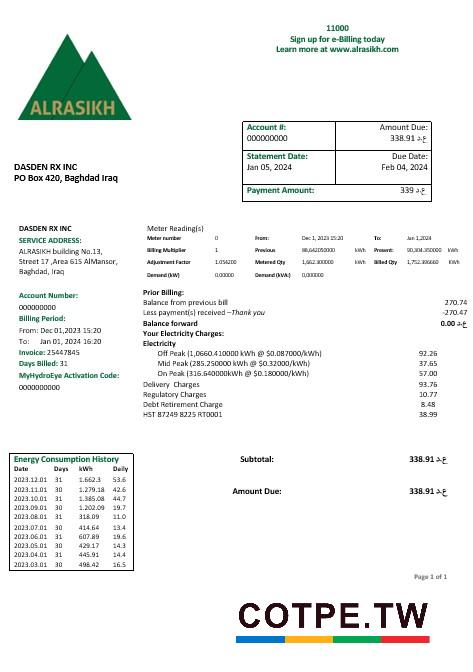 11000
Sign up for e-Billing today
Learn more at www.alrasikh.com
ALRASIKH
Account #:
000000000
Amount Due:
338.91 ع.د
Statement Date:
Jan 05, 2024
Due Date:
Feb 04, 2024
Payment Amount: 339 ع.د
DASDEN RX INC
PO Box 420, Baghdad Iraq
DASDEN RX INC
SERVICE ADDRESS:
ALRASIKH building No.13,
Street 17 ,Area 615 AlMansor,
Baghdad, Iraq
Account Number:
000000000
Billing Period:
From: Dec 01,2023 15:20
To: Jan 01, 2024 16:20
Invoice: 25447845
Days Billed: 31
MyHydroEye Activation Code:
0000000000
Meter Reading(s)
Meter number 0 From: Dec 1, 2023 15:20 To: Jan 1,2024
Billing Multiplier 1 Previous 88,642050000 kWh Present: 90,304.350000 kWh
Adjustment Factor 1.054200 Metered Qty 1,662.300000 kWh Billed Qty 1,752.396660 kWh
Demand (kW) 0,00000 Demand (kVA:) 0,000000
Prior Billing:
Balance from previous bill 270.74
Less payment(s) received –Thank you -270.47
Balance forward 0.00 ع.د
Your Electricity Charges:
Electricity
Off Peak (1,0660.410000 kWh @ $0.087000/kWh) 92.26
Mid Peak (285.250000 kWh @ $0.32000/kWh) 37.65
On Peak (316.640000kWh @ $0.180000/kWh) 57.00
Delivery Charges 93.76
Regulatory Charges 10.77
Debt Retirement Charge 8.48
HST 87249 8225 RT0001 38.99
Energy Consumption History
Date Days kWh Daily
2023.12.01 31 1.662.3 53.6
2023.11.01 30 1.279.18 42.6
2023.10.01 31 1.385.08 44.7
2023.09.01 30 1.202.09 19.7
2023.08.01 31 318.09 11.0
2023.07.01 30 414.64 13.4
2023.06.01 31 607.89 19.6
2023.05.01 30 429.17 14.3
2023.04.01 31 445.91 14.4
2023.03.01 30 498.42 16.5
Subtotal: 338.91 ع.د
Amount Due: 338.91 ع.د
Page 1 of 1
COTPE.TW